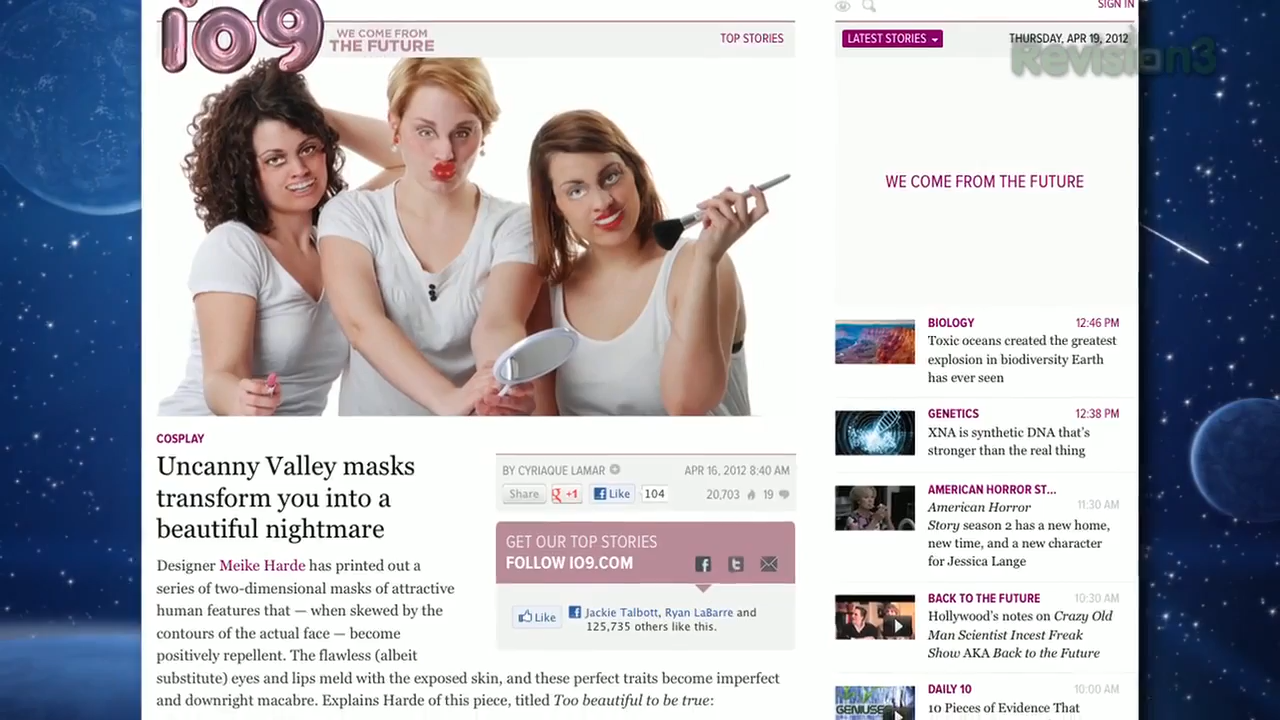 io9
WE COME FROM
THE FUTURE
TOP STORIES
SIGN IN
LATEST STORIES
THURSDAY, APR 19, 2012
Revision3
WE COME FROM THE FUTURE
COSPLAY
Uncanny Valley masks
transform you into a
beautiful nightmare
BY CYRIAQUE LAMAR
APR 16, 2012 8:40 AM
Share
g +1
Like
104
20,703
19
GET OUR TOP STORIES
FOLLOW IO9.COM
Like
Jackie Talbott, Ryan LaBarre and
125,735 others like this.
Designer Meike Harde has printed out a
series of two-dimensional masks of attractive
human features that — when skewed by the
contours of the actual face — become
positively repellent. The flawless (albeit
substitute) eyes and lips meld with the exposed skin, and these perfect traits become imperfect
and downright macabre. Explains Harde of this piece, titled Too beautiful to be true:
BIOLOGY 12:46 PM
Toxic oceans created the greatest
explosion in biodiversity Earth
has ever seen
GENETICS 12:38 PM
XNA is synthetic DNA that's
stronger than the real thing
AMERICAN HORROR ST...
American Horror 11:30 AM
Story season 2 has a new home,
new time, and a new character
for Jessica Lange
BACK TO THE FUTURE 10:30 AM
Hollywood's notes on Crazy Old
Man Scientist Incest Freak
Show AKA Back to the Future
DAILY 10 10:00 AM
10 Pieces of Evidence That
GENIUSES